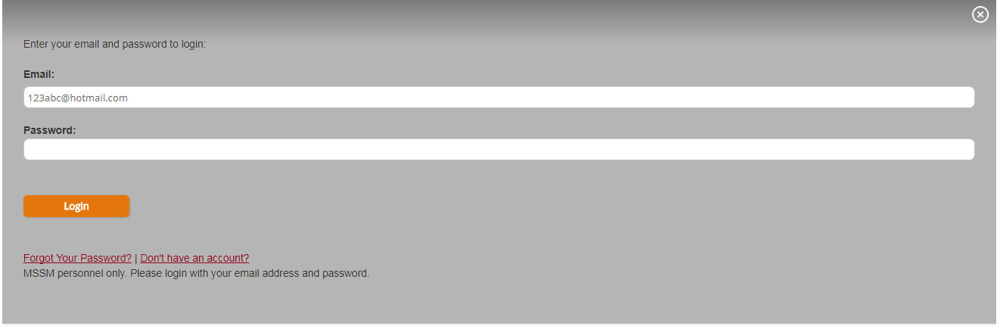 Enter your email and password to login:
Email:
123abc@hotmail.com
Password:
Login
Forgot Your Password? | Don't have an account?
MSSM personnel only. Please login with your email address and password.